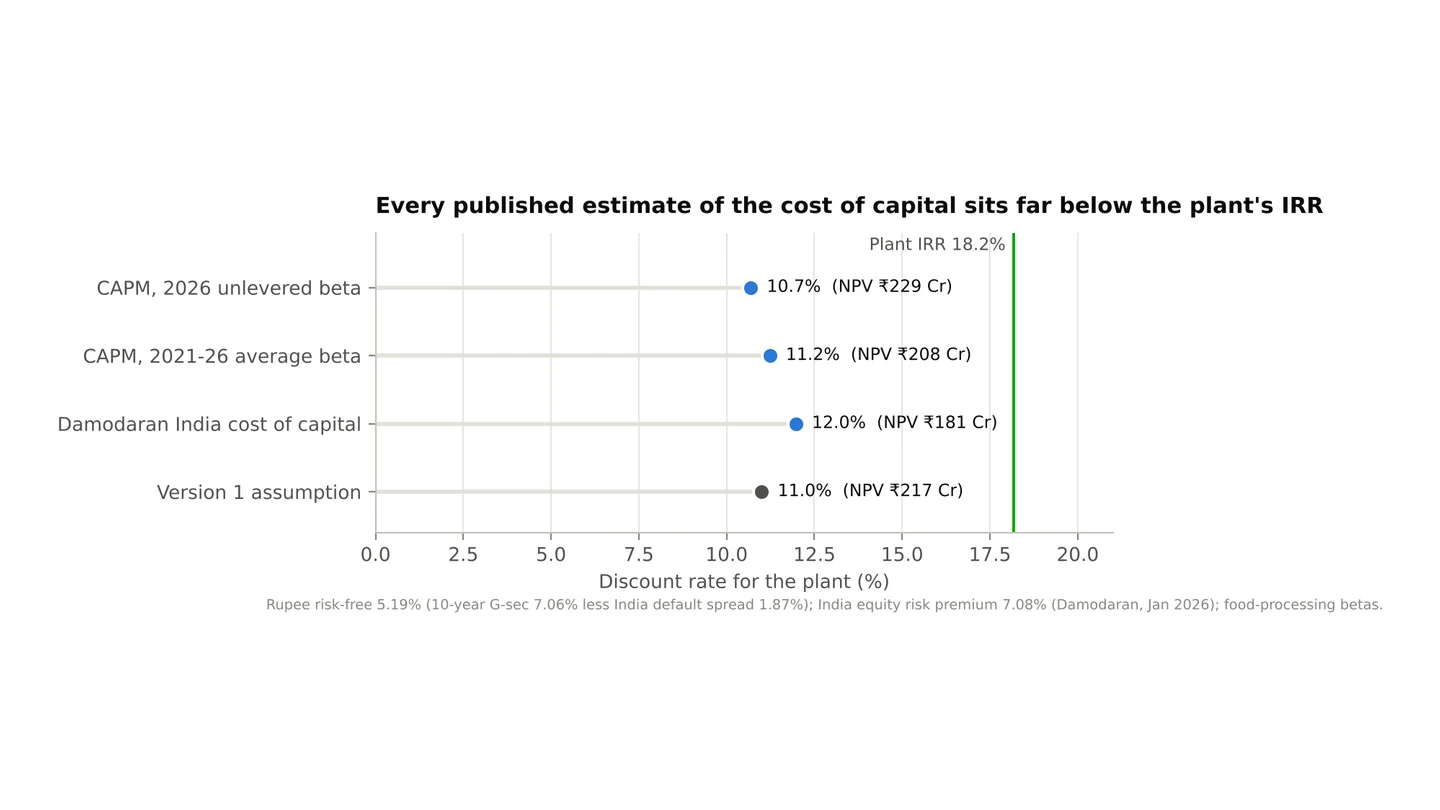 Every published estimate of the cost of capital sits far below the plant's IRR
Plant IRR 18.2%
CAPM, 2026 unlevered beta
10.7%  (NPV ₹229 Cr)
CAPM, 2021-26 average beta
11.2%  (NPV ₹208 Cr)
Damodaran India cost of capital
12.0%  (NPV ₹181 Cr)
Version 1 assumption
11.0%  (NPV ₹217 Cr)
0.0 2.5 5.0 7.5 10.0 12.5 15.0 17.5 20.0
Discount rate for the plant (%)
Rupee risk-free 5.19% (10-year G-sec 7.06% less India default spread 1.87%); India equity risk premium 7.08% (Damodaran, Jan 2026); food-processing betas.